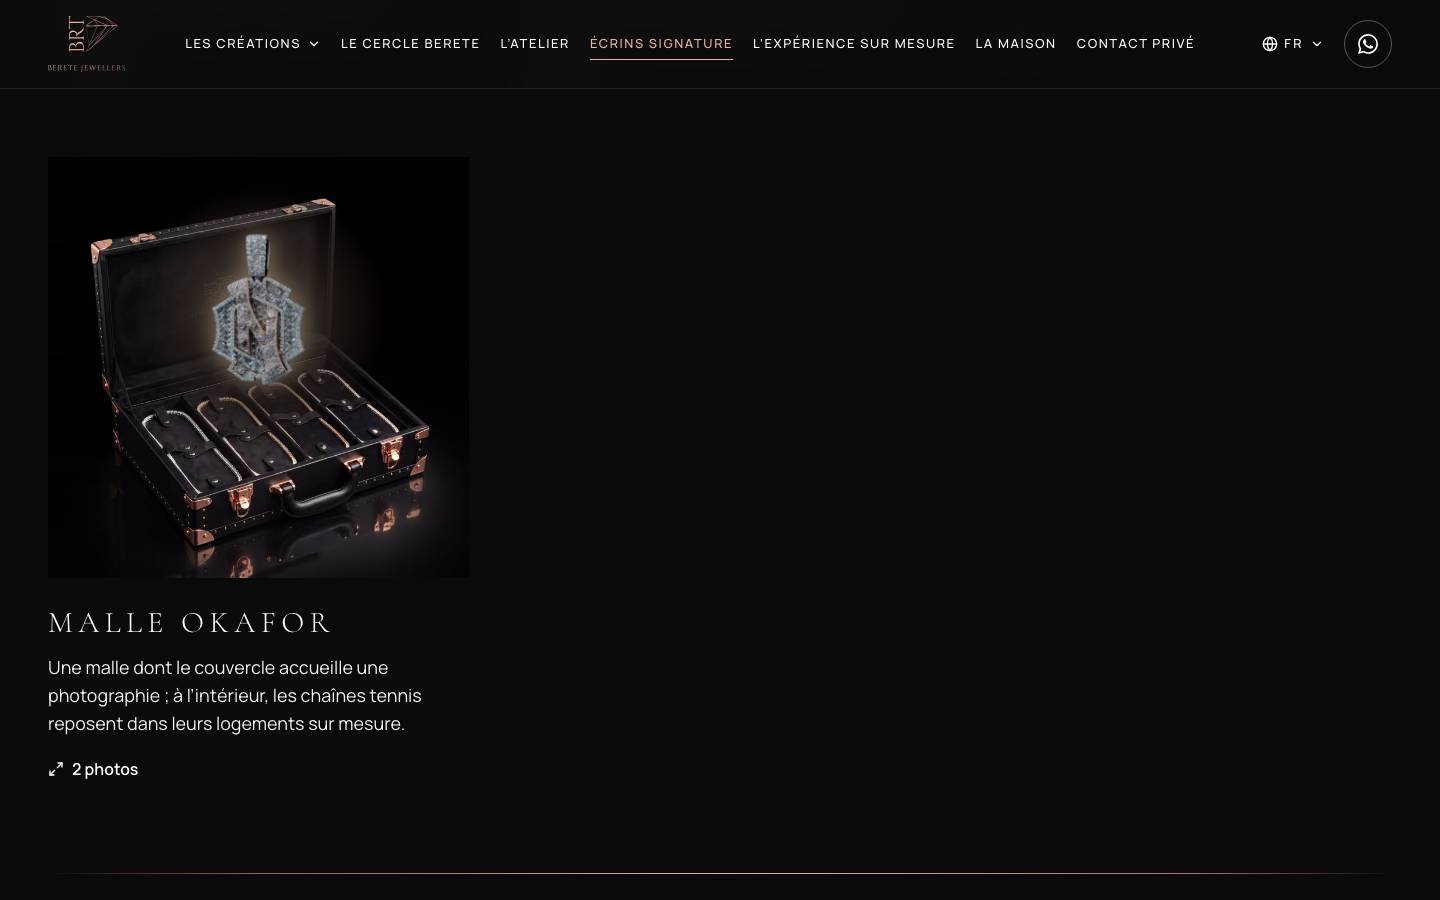 BRT
BERETE JEWELLERS
LES CRÉATIONS
LE CERCLE BERETE
L'ATELIER
ÉCRINS SIGNATURE
L'EXPÉRIENCE SUR MESURE
LA MAISON
CONTACT PRIVÉ
FR
N
MALLE OKAFOR
Une malle dont le couvercle accueille une
photographie ; à l'intérieur, les chaînes tennis
reposent dans leurs logements sur mesure.
2 photos